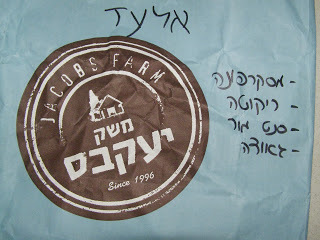 אלעד
JACOBS FARM
משק
יעקבס
Since 1996
- מסקרפונה
- ריקוטה
- סנט מור
- גאודה